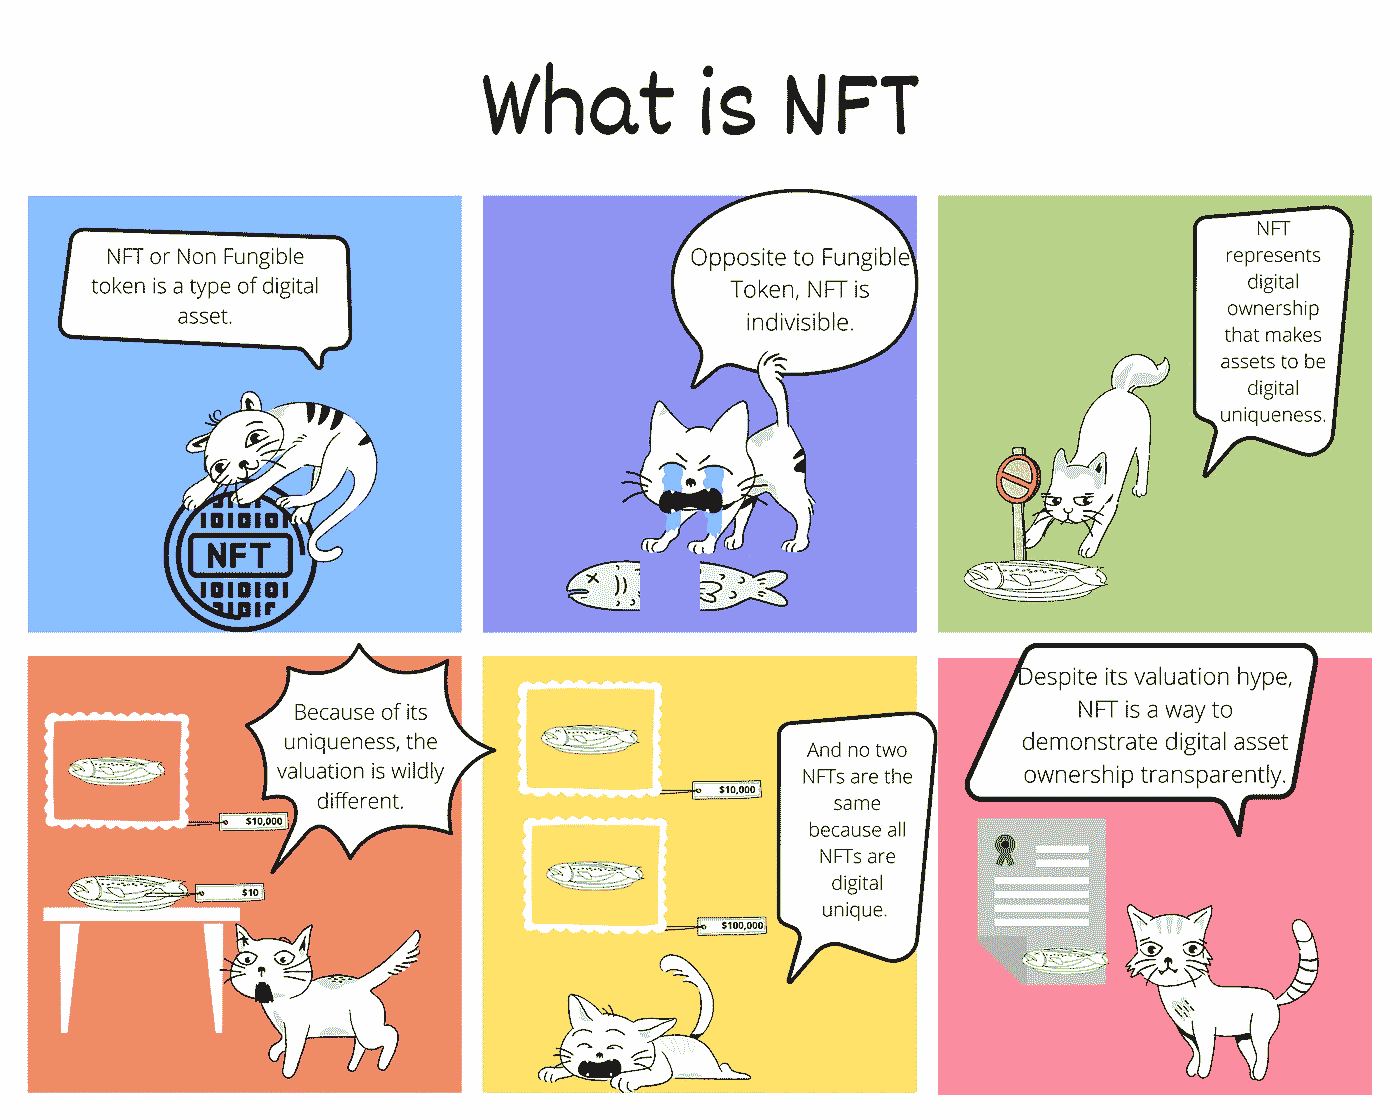 What is NFT
NFT or Non Fungible
token is a type of digital
asset.
1010101
NFT
1010101
Opposite to Fungible
Token, NFT is
indivisible.
NFT
represents
digital
ownership
that makes
assets to be
digital
uniqueness.
Because of its
uniqueness, the
valuation is wildly
different.
$10,000
$10
$10,000
$100,000
And no two
NFTs are the
same
because all
NFTs are
digital
unique.
Despite its valuation hype,
NFT is a way to
demonstrate digital asset
ownership transparently.